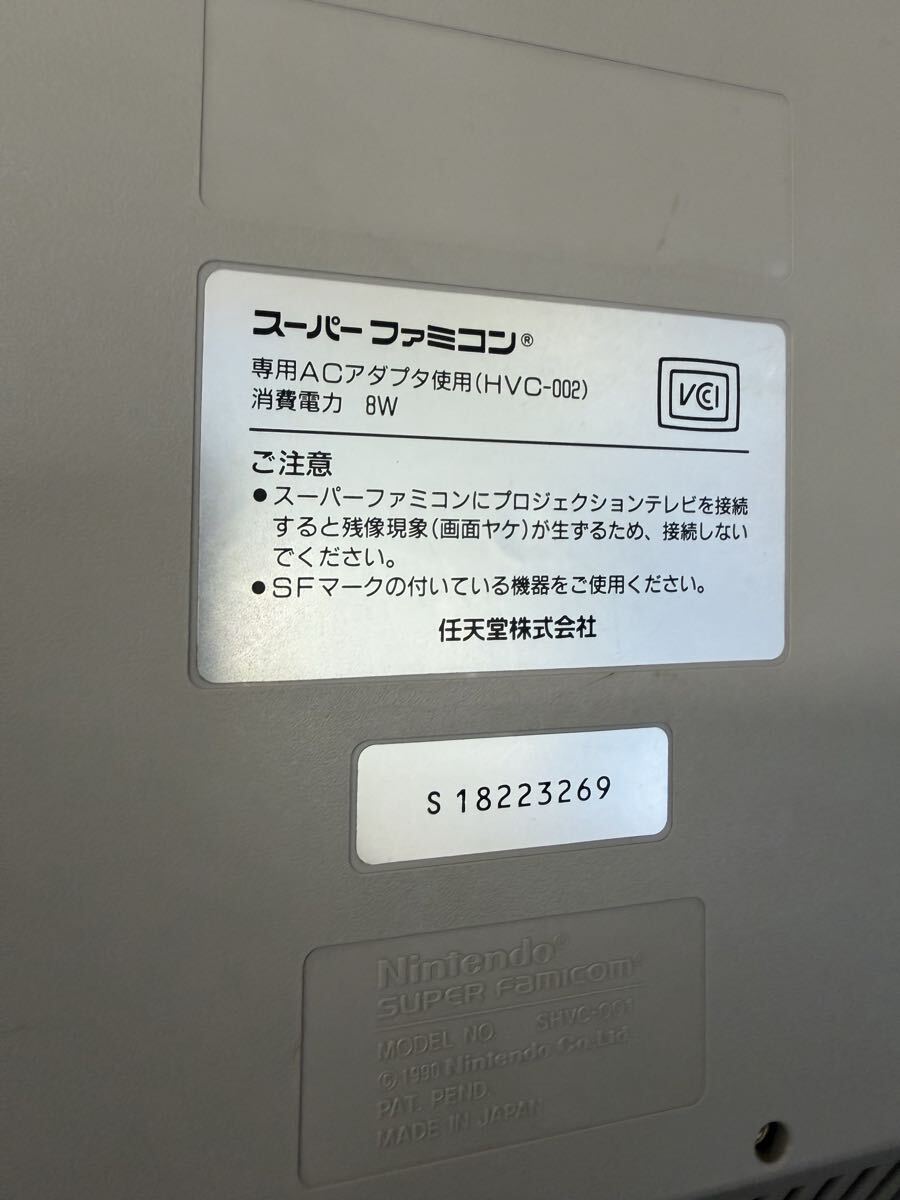 スーパーファミコン®
専用ACアダプタ使用(HVC-002)
消費電力 8W
VCCI
ご注意
●スーパーファミコンにプロジェクションテレビを接続
すると残像現象(画面ヤケ)が生ずるため、接続しない
でください。
●SFマークの付いている機器をご使用ください。
任天堂株式会社
S 18223269
Nintendo®
SUPER FAMICOM™
MODEL NO. SHVC-001
©1990 Nintendo Co., Ltd.
PAT. PEND.
MADE IN JAPAN